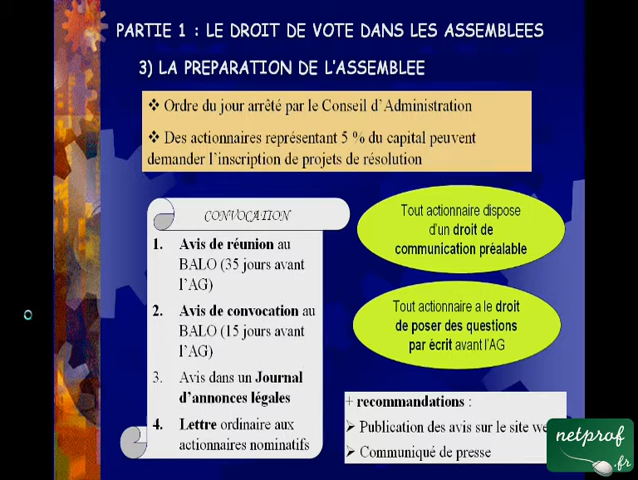 PARTIE 1 : LE DROIT DE VOTE DANS LES ASSEMBLEES
3) LA PREPARATION DE L'ASSEMBLEE
❖ Ordre du jour arrêté par le Conseil d'Administration
❖ Des actionnaires représentant 5 % du capital peuvent
demander l'inscription de projets de résolution
CONVOCATION
1. Avis de réunion au
BALO (35 jours avant
l'AG)
2. Avis de convocation au
BALO (15 jours avant
l'AG)
3. Avis dans un Journal
d'annonces légales
4. Lettre ordinaire aux
actionnaires nominatifs
Tout actionnaire dispose
d'un droit de
communication préalable
Tout actionnaire a le droit
de poser des questions
par écrit avant l'AG
+ recommandations :
➢ Publication des avis sur le site we
➢ Communiqué de presse
netprof
.fr